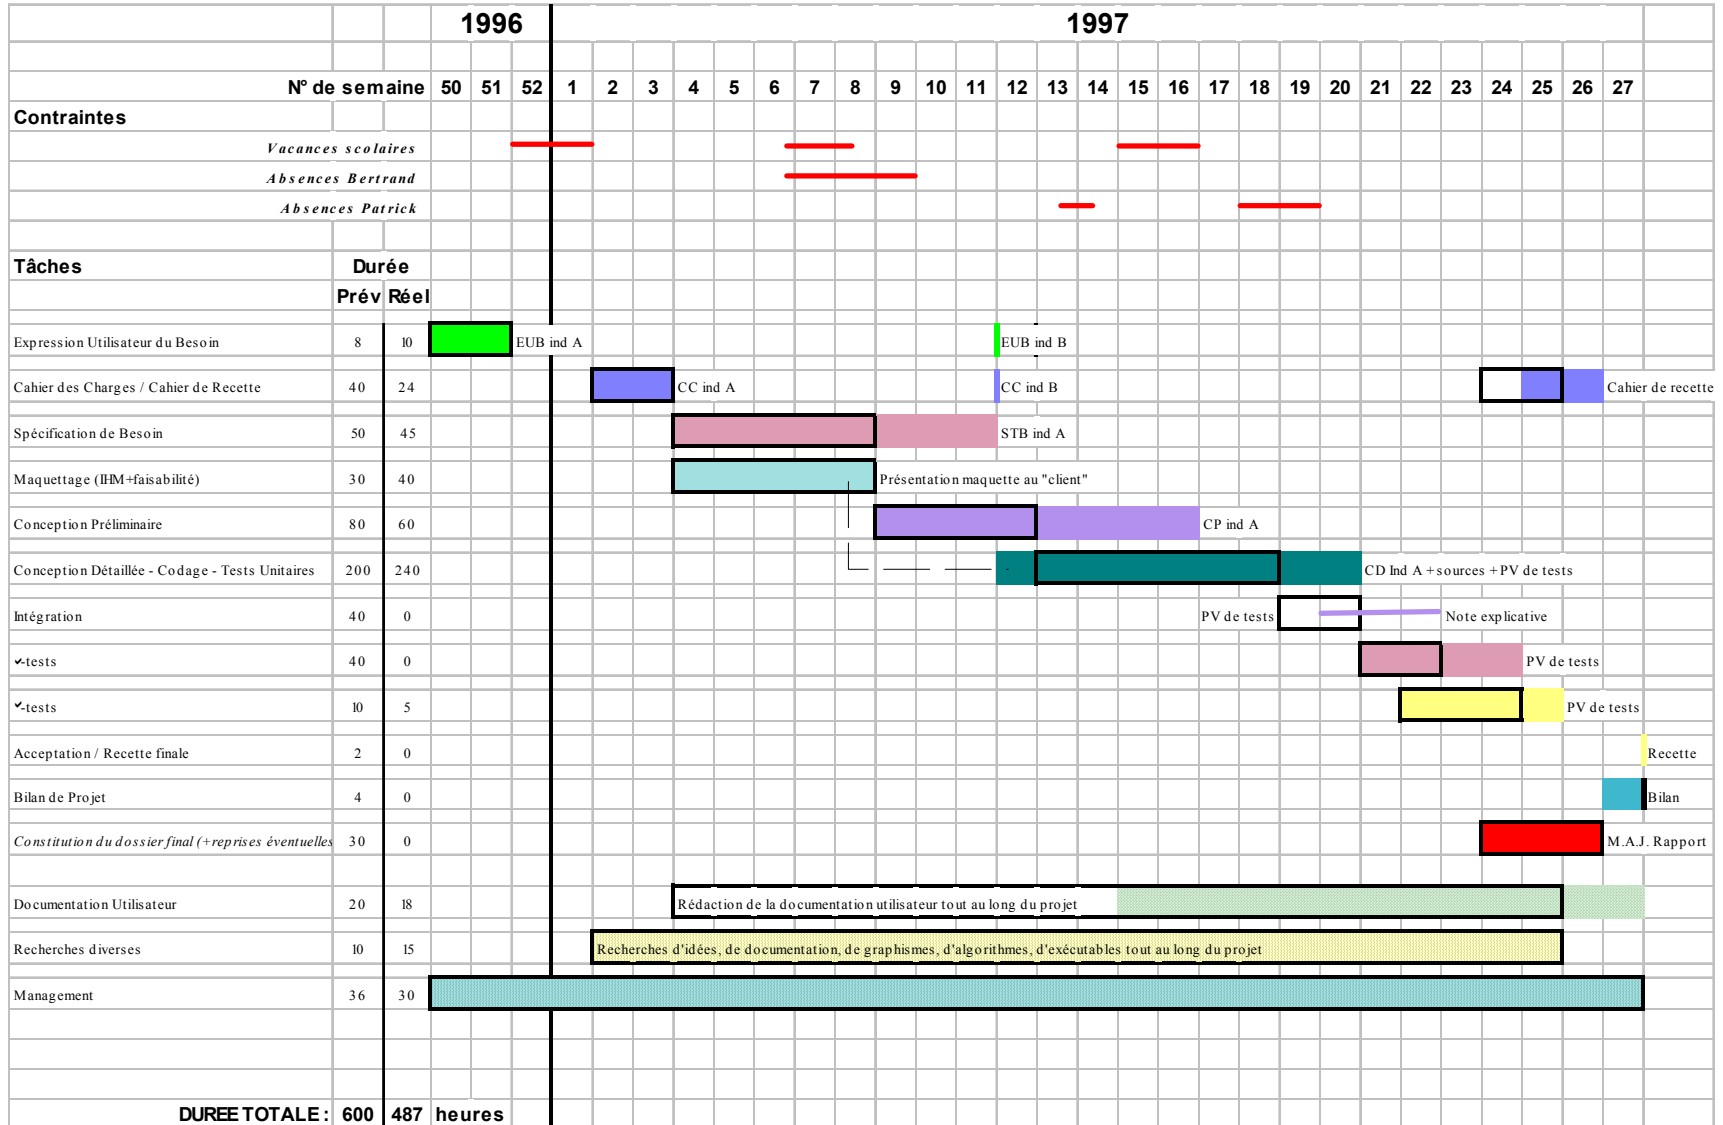 1996 1997
N° de semaine 50 51 52 1 2 3 4 5 6 7 8 9 10 11 12 13 14 15 16 17 18 19 20 21 22 23 24 25 26 27
Contraintes
Vacances scolaires
Absences Bertrand
Absences Patrick
Tâches Durée
Prév Réel
Expression Utilisateur du Besoin 8 10 EUB ind A EUB ind B
Cahier des Charges / Cahier de Recette 40 24 CC ind A CC ind B Cahier de recette
Spécification de Besoin 50 45 STB ind A
Maquettage (IHM+faisabilité) 30 40 Présentation maquette au "client"
Conception Préliminaire 80 60 CP ind A
Conception Détaillée - Codage - Tests Unitaires 200 240 CD Ind A + sources + PV de tests
Intégration 40 0 PV de tests Note explicative
-tests 40 0 PV de tests
-tests 10 5 PV de tests
Acceptation / Recette finale 2 0 Recette
Bilan de Projet 4 0 Bilan
Constitution du dossier final (+reprises éventuelles 30 0 M.A.J. Rapport
Documentation Utilisateur 20 18 Rédaction de la documentation utilisateur tout au long du projet
Recherches diverses 10 15 Recherches d'idées, de documentation, de graphismes, d'algorithmes, d'exécutables tout au long du projet
Management 36 30
DUREE TOTALE : 600 487 heures